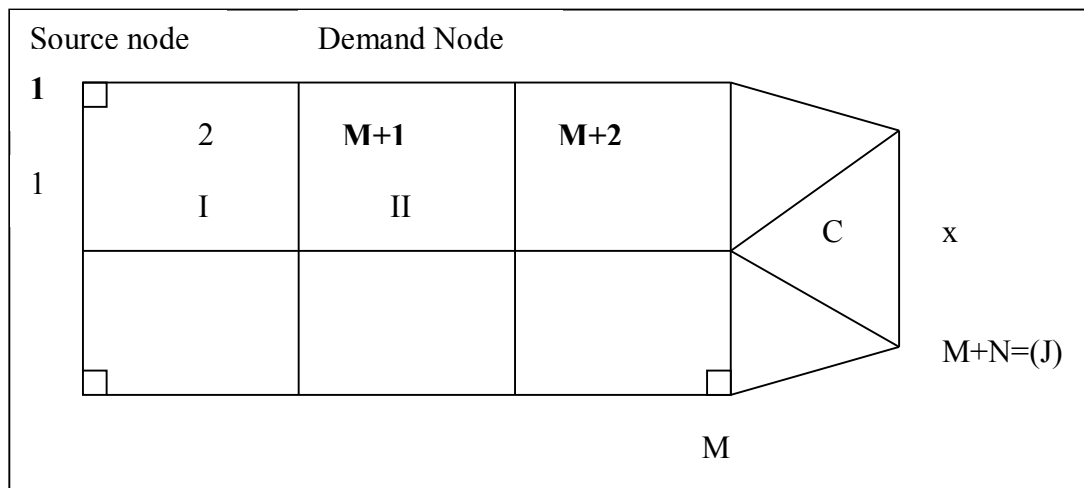 Source node Demand Node
1
2 M+1 M+2
1
I II
C x
M+N=(J)
M